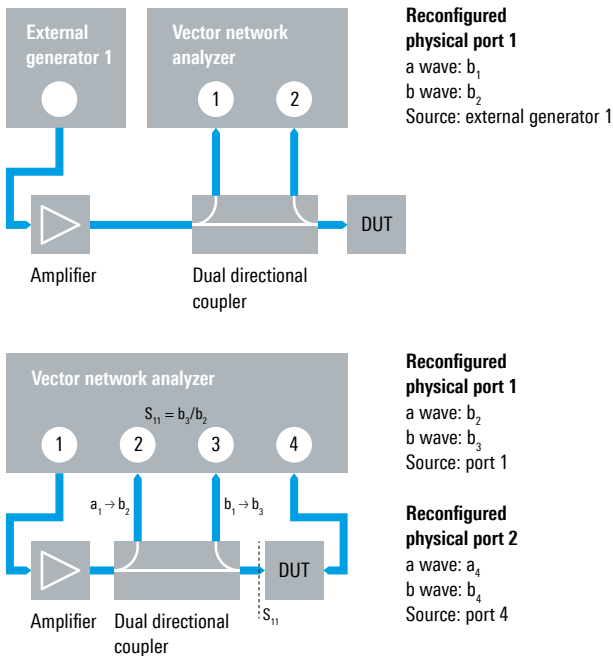 External
generator 1
Vector network
analyzer
1
2
Amplifier
Dual directional
coupler
DUT
Reconfigured
physical port 1
a wave: b₁
b wave: b₂
Source: external generator 1
Vector network analyzer
S₁₁ = b₃/b₂
1
2
3
4
a₁ → b₂
b₁ → b₃
DUT
S₁₁
Amplifier
Dual directional
coupler
Reconfigured
physical port 1
a wave: b₂
b wave: b₃
Source: port 1
Reconfigured
physical port 2
a wave: a₄
b wave: b₄
Source: port 4